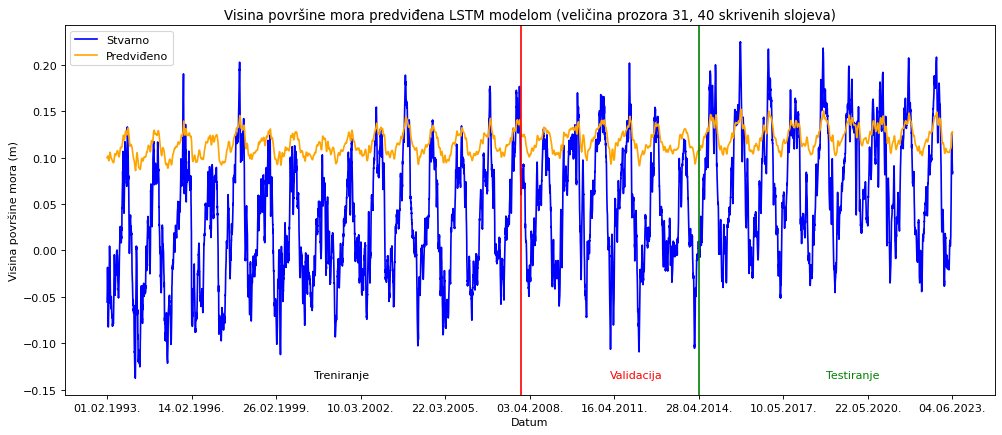 Visina površine mora predviđena LSTM modelom (veličina prozora 31, 40 skrivenih slojeva)
Stvarno
Predviđeno
Visina površine mora (m)
0.20
0.15
0.10
0.05
0.00
−0.05
−0.10
−0.15
Treniranje
Validacija
Testiranje
01.02.1993.
14.02.1996.
26.02.1999.
10.03.2002.
22.03.2005.
03.04.2008.
16.04.2011.
28.04.2014.
10.05.2017.
22.05.2020.
04.06.2023.
Datum